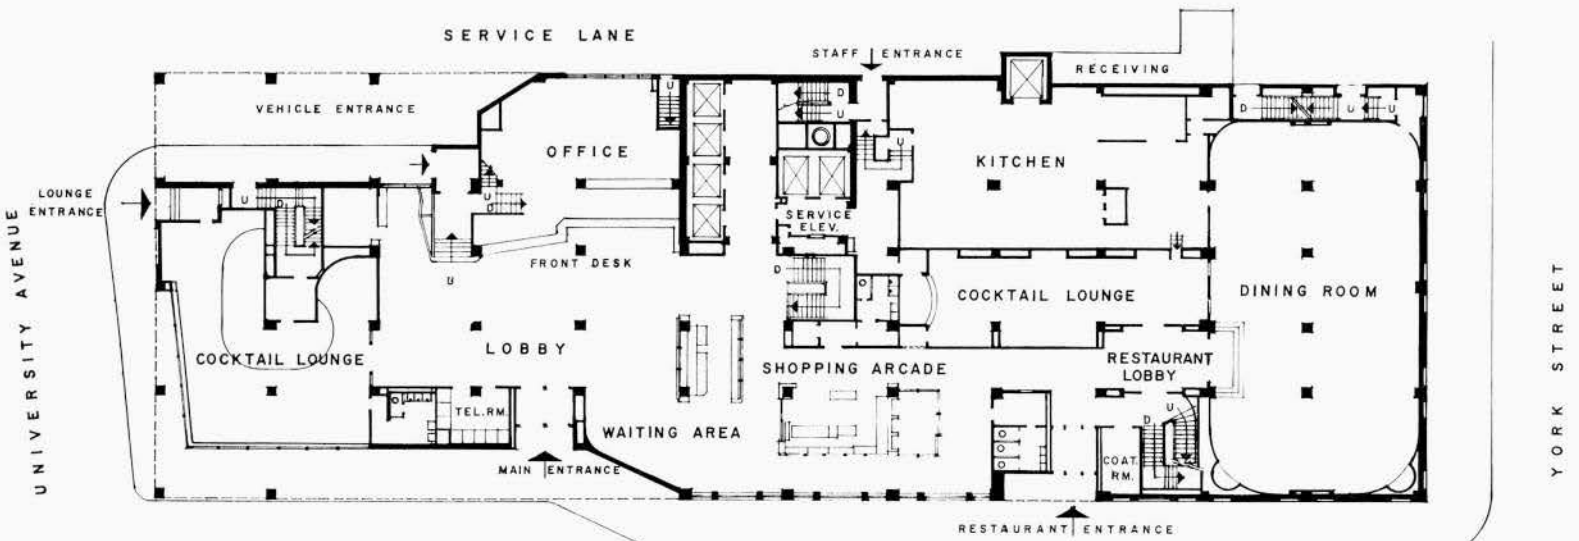 SERVICE LANE
STAFF ENTRANCE
RECEIVING
VEHICLE ENTRANCE
OFFICE
KITCHEN
LOUNGE
ENTRANCE
SERVICE
ELEV.
FRONT DESK
COCKTAIL LOUNGE
DINING ROOM
UNIVERSITY AVENUE
YORK STREET
COCKTAIL LOUNGE
LOBBY
SHOPPING ARCADE
RESTAURANT
LOBBY
TEL. RM.
WAITING AREA
MAIN ENTRANCE
COAT.
RM.
RESTAURANT ENTRANCE
U
D
U
U
D
U
U
U
D
U
D
U
D
D
U